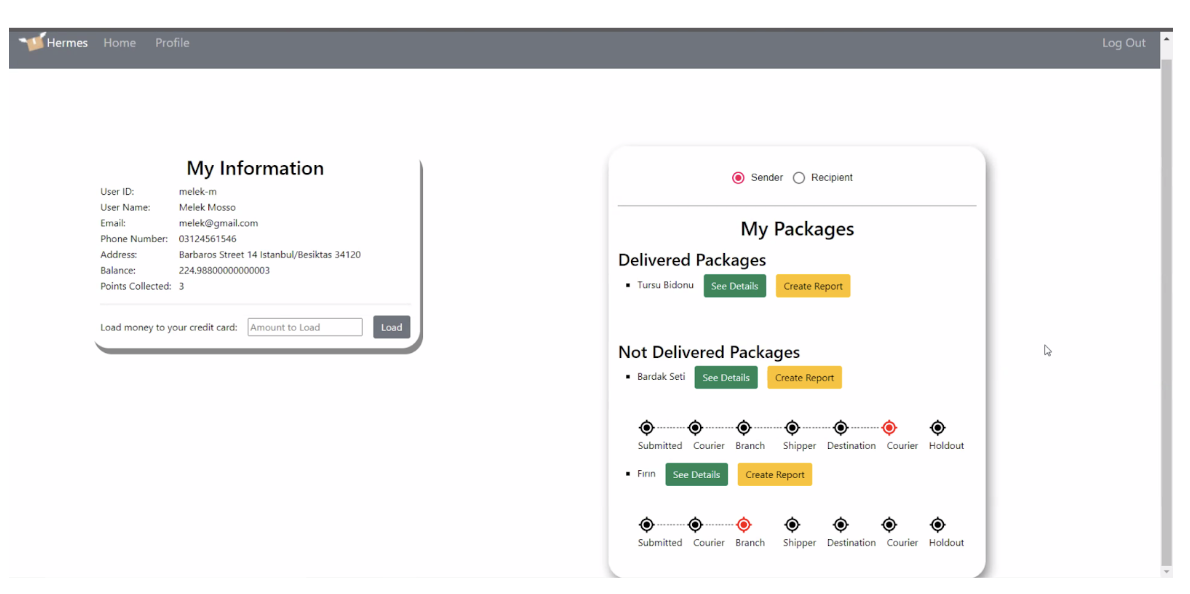 Hermes Home Profile Log Out
My Information
User ID: melek-m
User Name: Melek Mosso
Email: melek@gmail.com
Phone Number: 03124561546
Address: Barbaros Street 14 Istanbul/Besiktas 34120
Balance: 224.98800000000003
Points Collected: 3
Load money to your credit card: Amount to Load Load
Sender Recipient
My Packages
Delivered Packages
Tursu Bidonu See Details Create Report
Not Delivered Packages
Bardak Seti See Details Create Report
Submitted Courier Branch Shipper Destination Courier Holdout
Fırın See Details Create Report
Submitted Courier Branch Shipper Destination Courier Holdout